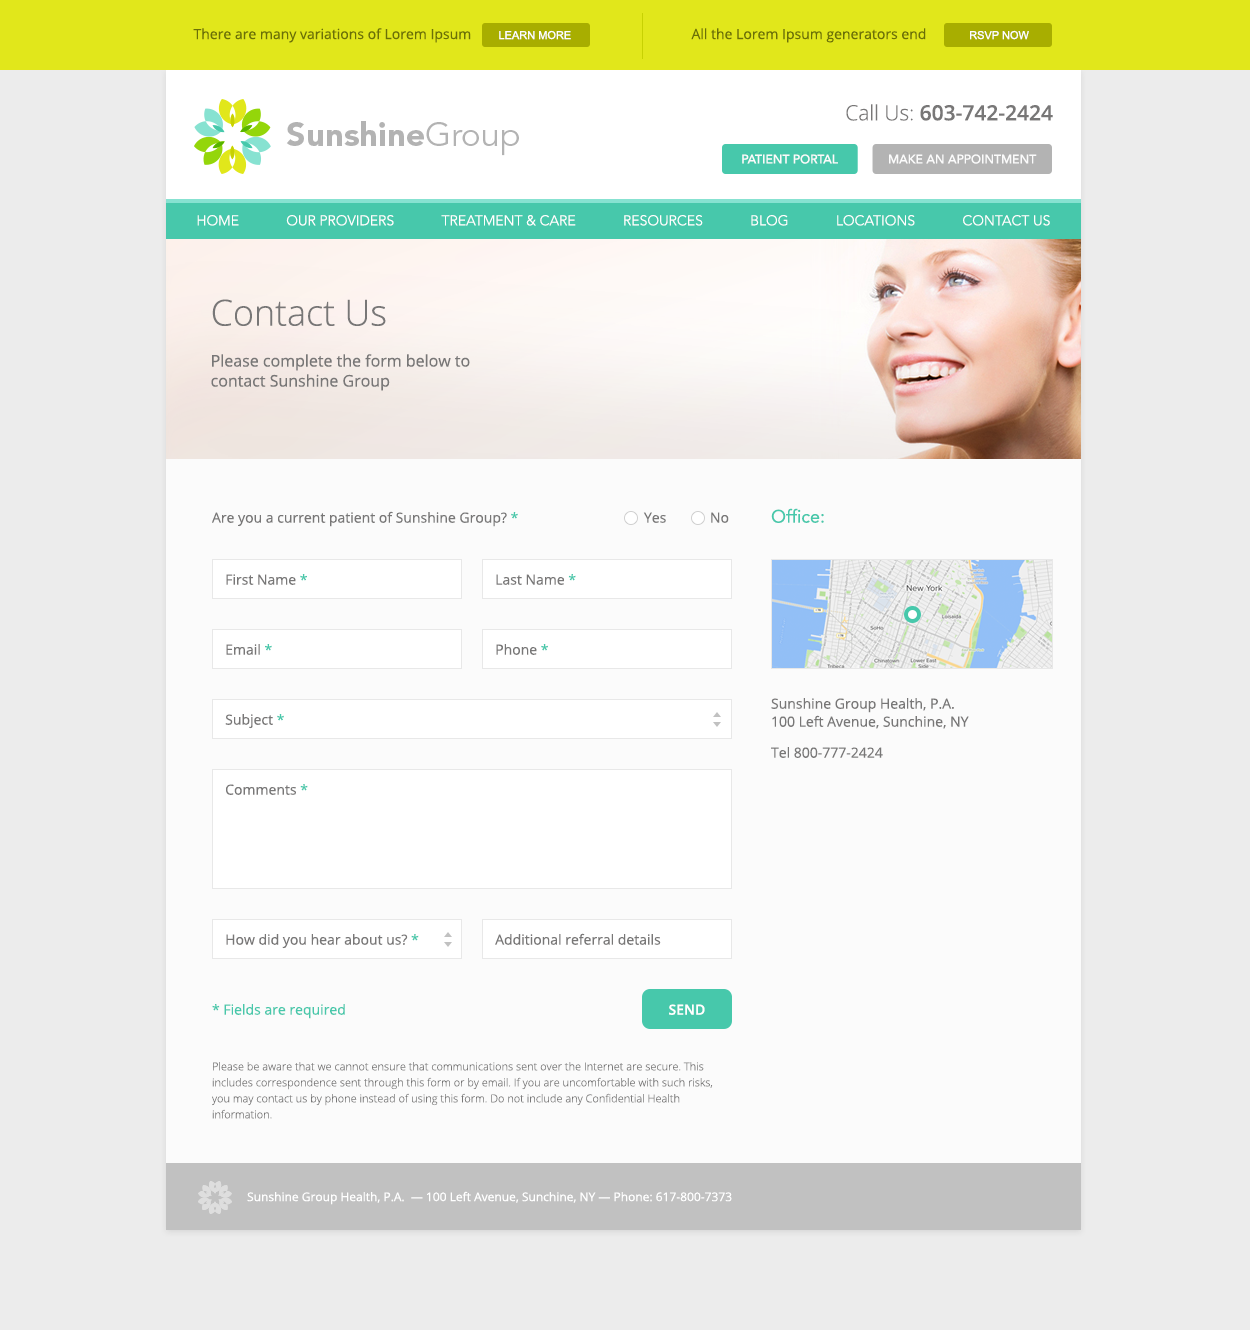 There are many variations of Lorem Ipsum LEARN MORE
All the Lorem Ipsum generators end RSVP NOW
SunshineGroup
Call Us: 603-742-2424
PATIENT PORTAL MAKE AN APPOINTMENT
HOME OUR PROVIDERS TREATMENT & CARE RESOURCES BLOG LOCATIONS CONTACT US
Contact Us
Please complete the form below to
contact Sunshine Group
Are you a current patient of Sunshine Group? * Yes No
First Name * Last Name *
Email * Phone *
Subject *
Comments *
How did you hear about us? * Additional referral details
* Fields are required SEND
Please be aware that we cannot ensure that communications sent over the Internet are secure. This
includes correspondence sent through this form or by email. If you are uncomfortable with such risks,
you may contact us by phone instead of using this form. Do not include any Confidential Health
information.
Office:
New York
Loisaida
SoHo
Chinatown
Lower East
Side
Tribeca
Sunshine Group Health, P.A.
100 Left Avenue, Sunchine, NY
Tel 800-777-2424
Sunshine Group Health, P.A. — 100 Left Avenue, Sunchine, NY — Phone: 617-800-7373